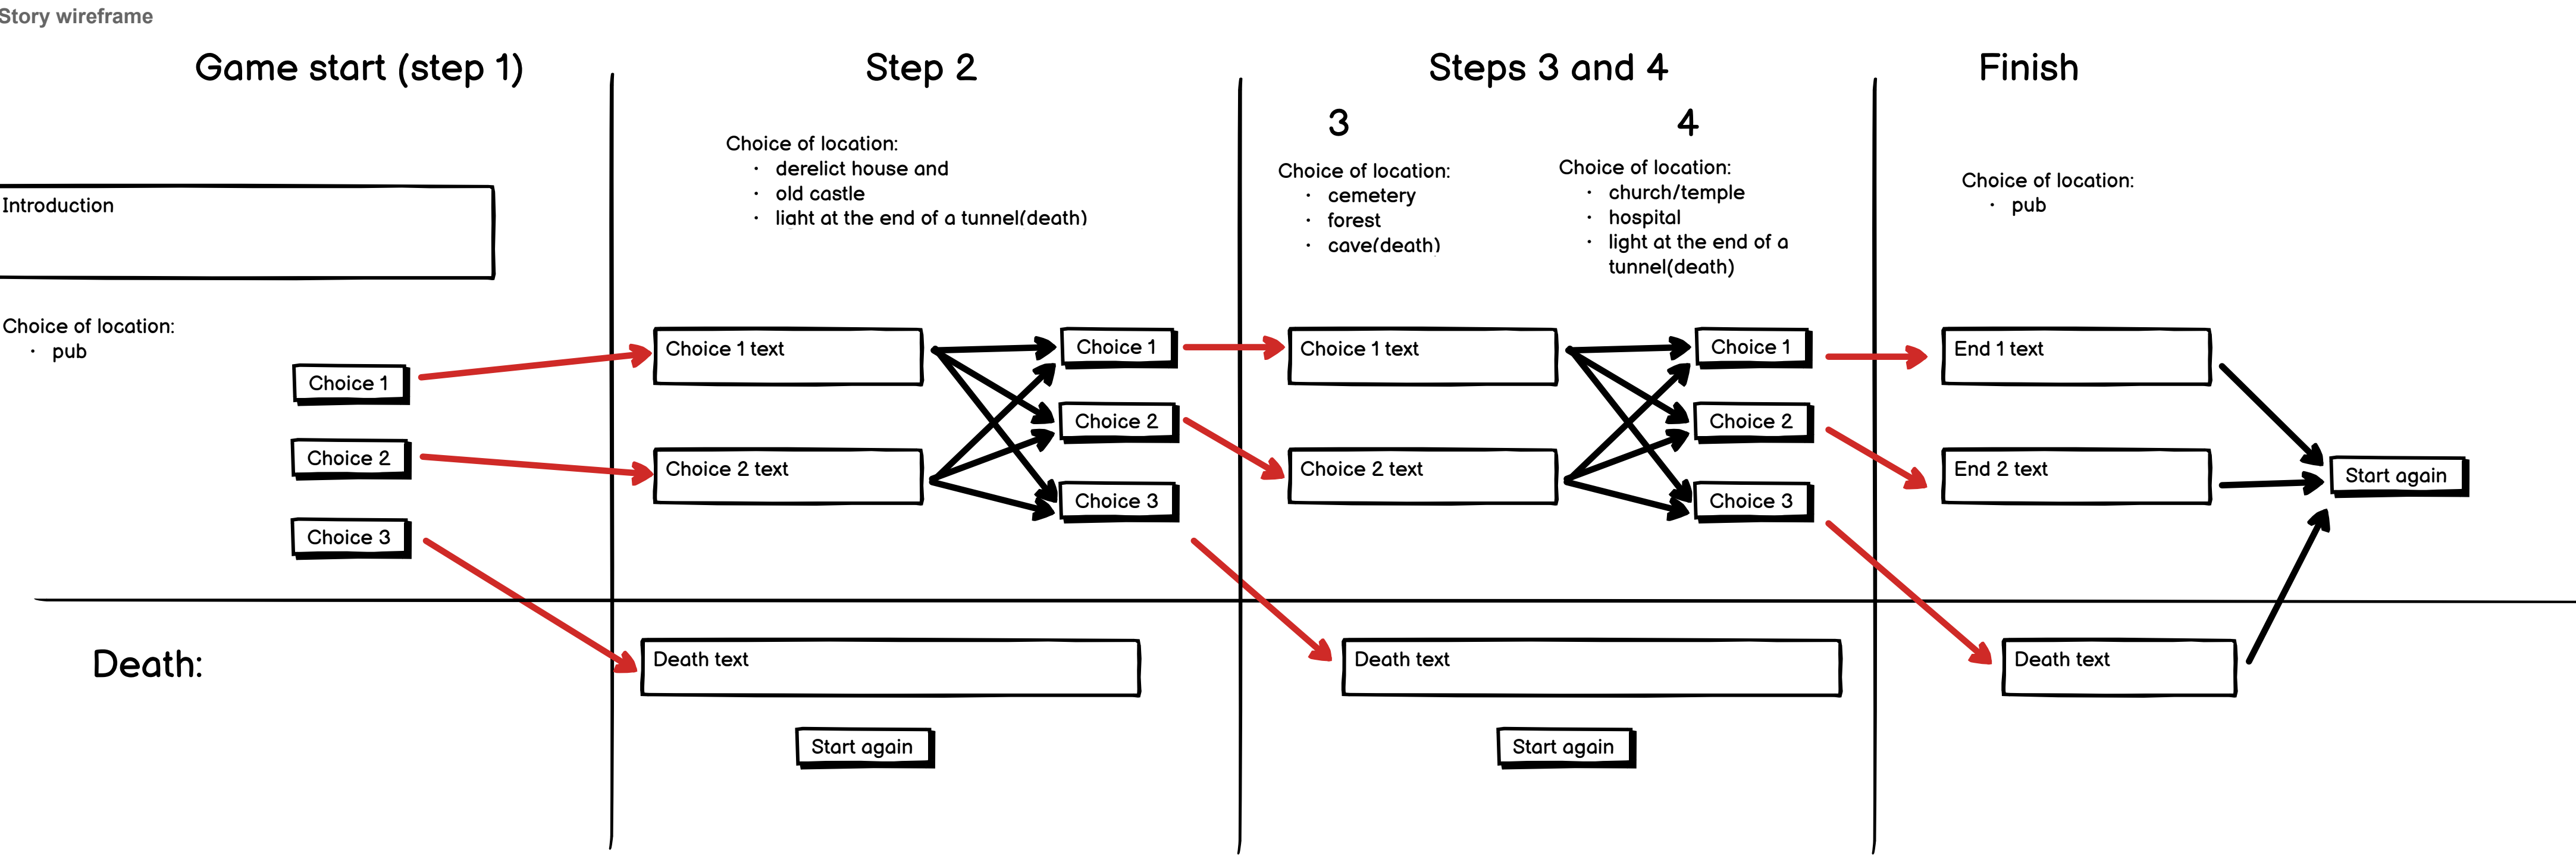 Story wireframe
Game start (step 1)
Introduction
Choice of location:
· pub
Choice 1
Choice 2
Choice 3
Step 2
Choice of location:
· derelict house and
· old castle
· light at the end of a tunnel(death)
Choice 1 text
Choice 2 text
Choice 1
Choice 2
Choice 3
Steps 3 and 4
3
Choice of location:
· cemetery
· forest
· cave(death)
4
Choice of location:
· church/temple
· hospital
· light at the end of a
tunnel(death)
Choice 1 text
Choice 2 text
Choice 1
Choice 2
Choice 3
Finish
Choice of location:
· pub
End 1 text
End 2 text
Start again
Death:
Death text
Start again
Death text
Start again
Death text